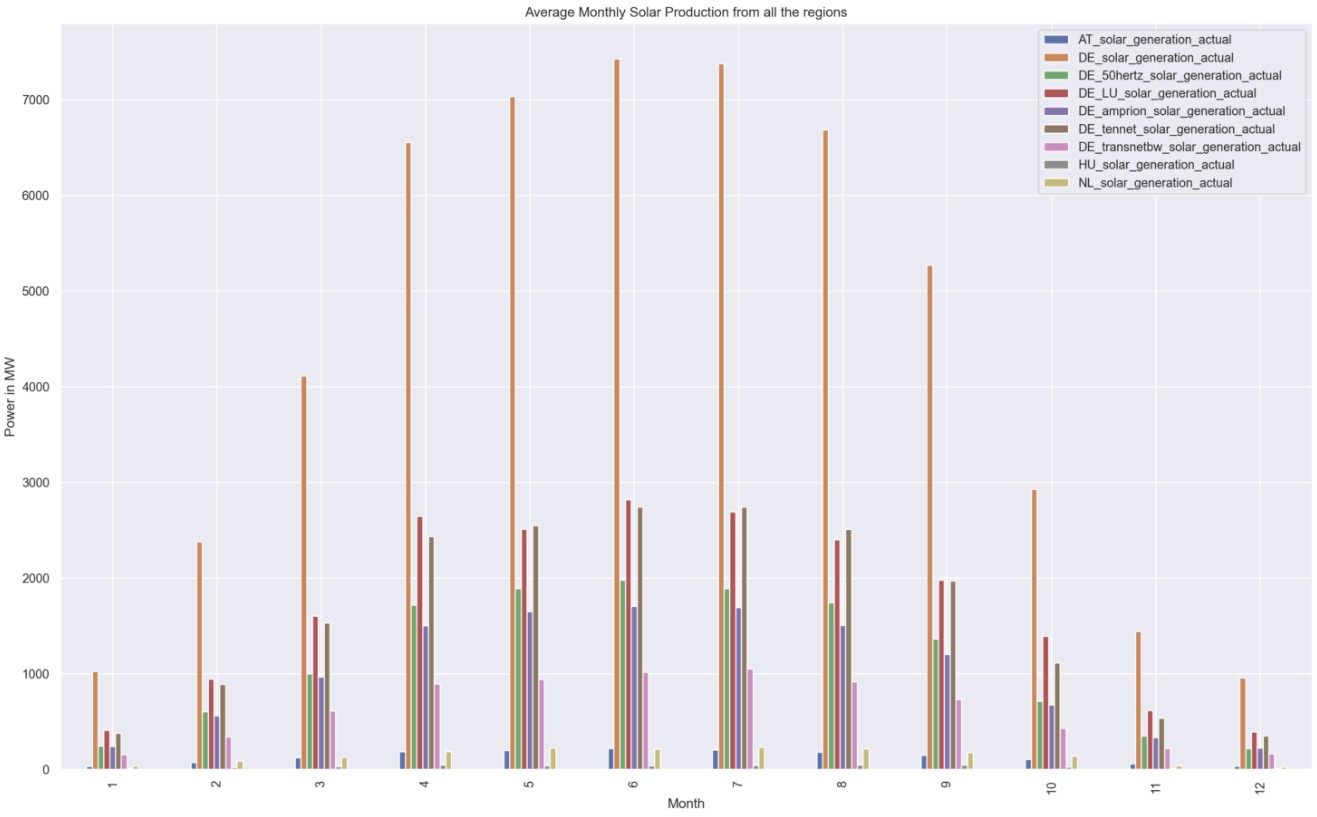 Average Monthly Solar Production from all the regions
AT_solar_generation_actual
DE_solar_generation_actual
DE_50hertz_solar_generation_actual
DE_LU_solar_generation_actual
DE_amprion_solar_generation_actual
DE_tennet_solar_generation_actual
DE_transnetbw_solar_generation_actual
HU_solar_generation_actual
NL_solar_generation_actual
7000
6000
5000
4000
3000
2000
1000
0
Power in MW
1 2 3 4 5 6 7 8 9 10 11 12
Month